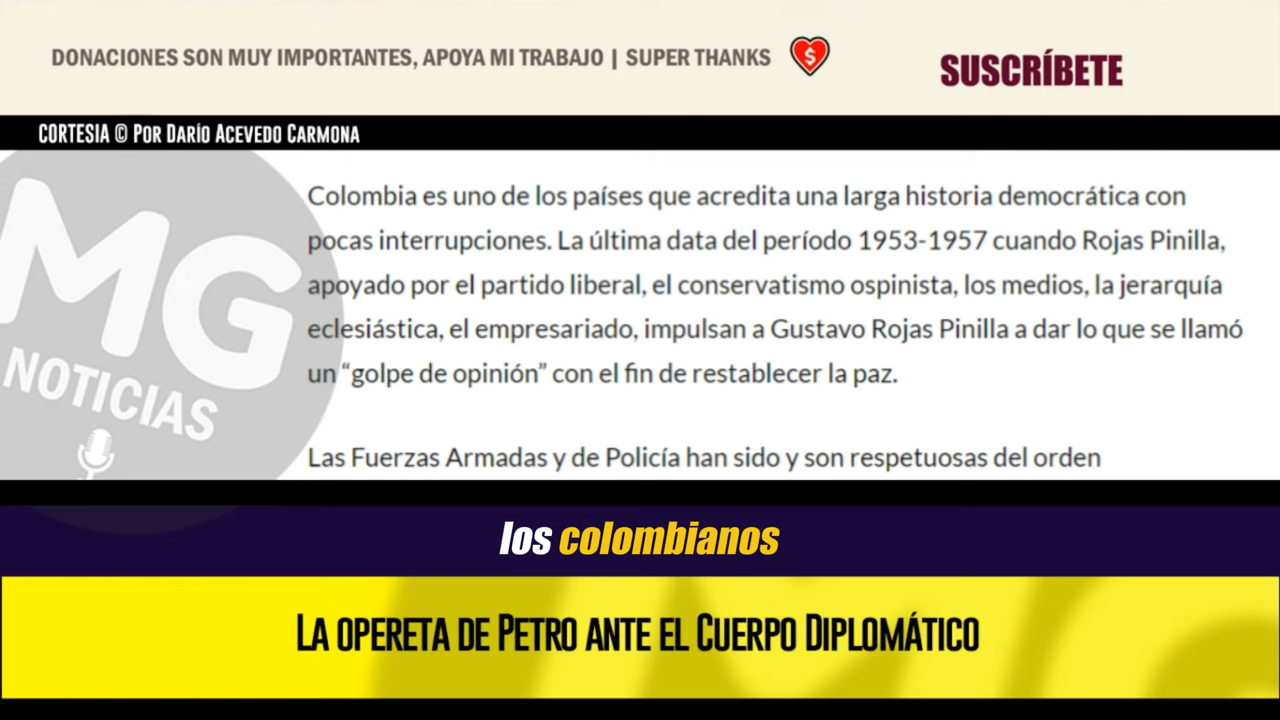 DONACIONES SON MUY IMPORTANTES, APOYA MI TRABAJO | SUPER THANKS
SUSCRÍBETE
CORTESIA © POR DARÍO ACEVEDO CARMONA
MG
NOTICIAS
Colombia es uno de los países que acredita una larga historia democrática con
pocas interrupciones. La última data del período 1953-1957 cuando Rojas Pinilla,
apoyado por el partido liberal, el conservatismo ospinista, los medios, la jerarquía
eclesiástica, el empresariado, impulsan a Gustavo Rojas Pinilla a dar lo que se llamó
un “golpe de opinión” con el fin de restablecer la paz.
Las Fuerzas Armadas y de Policía han sido y son respetuosas del orden
los colombianos
LA OPERETA DE PETRO ANTE EL CUERPO DIPLOMÁTICO